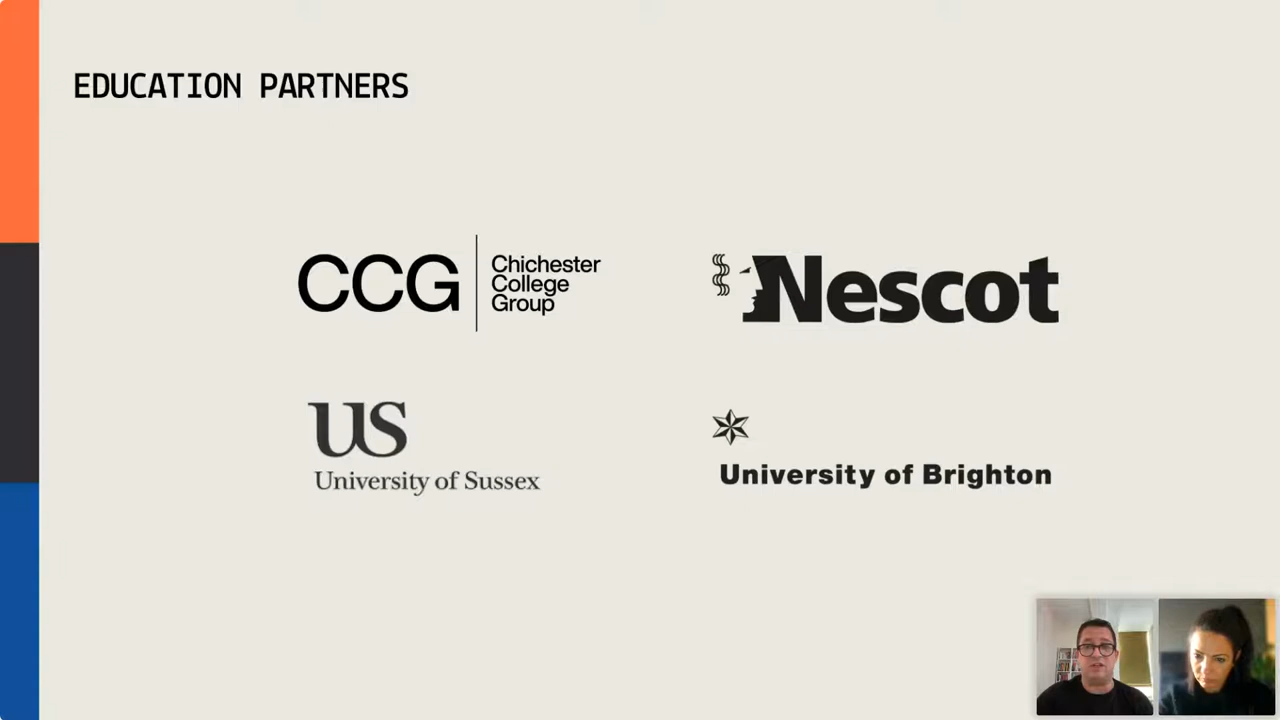 EDUCATION PARTNERS
CCG
Chichester
College
Group
Nescot
us
University of Sussex
University of Brighton